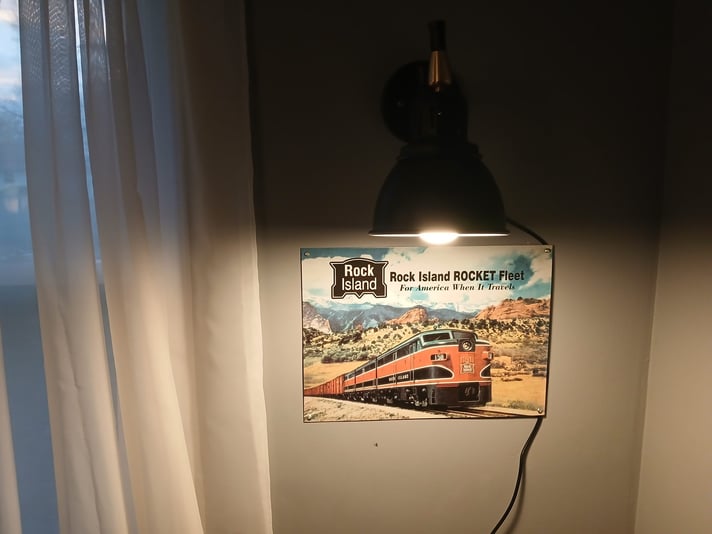 Rock
Island
Rock Island ROCKET Fleet
For America When It Travels
ROCK ISLAND